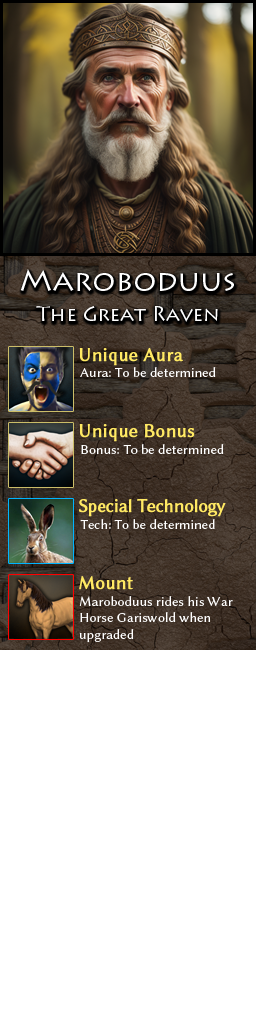 Maroboduus
The Great Raven
Unique Aura
Aura: To be determined
Unique Bonus
Bonus: To be determined
Special Technology
Tech: To be determined
Mount
Maroboduus rides his War
Horse Gariswold when
upgraded